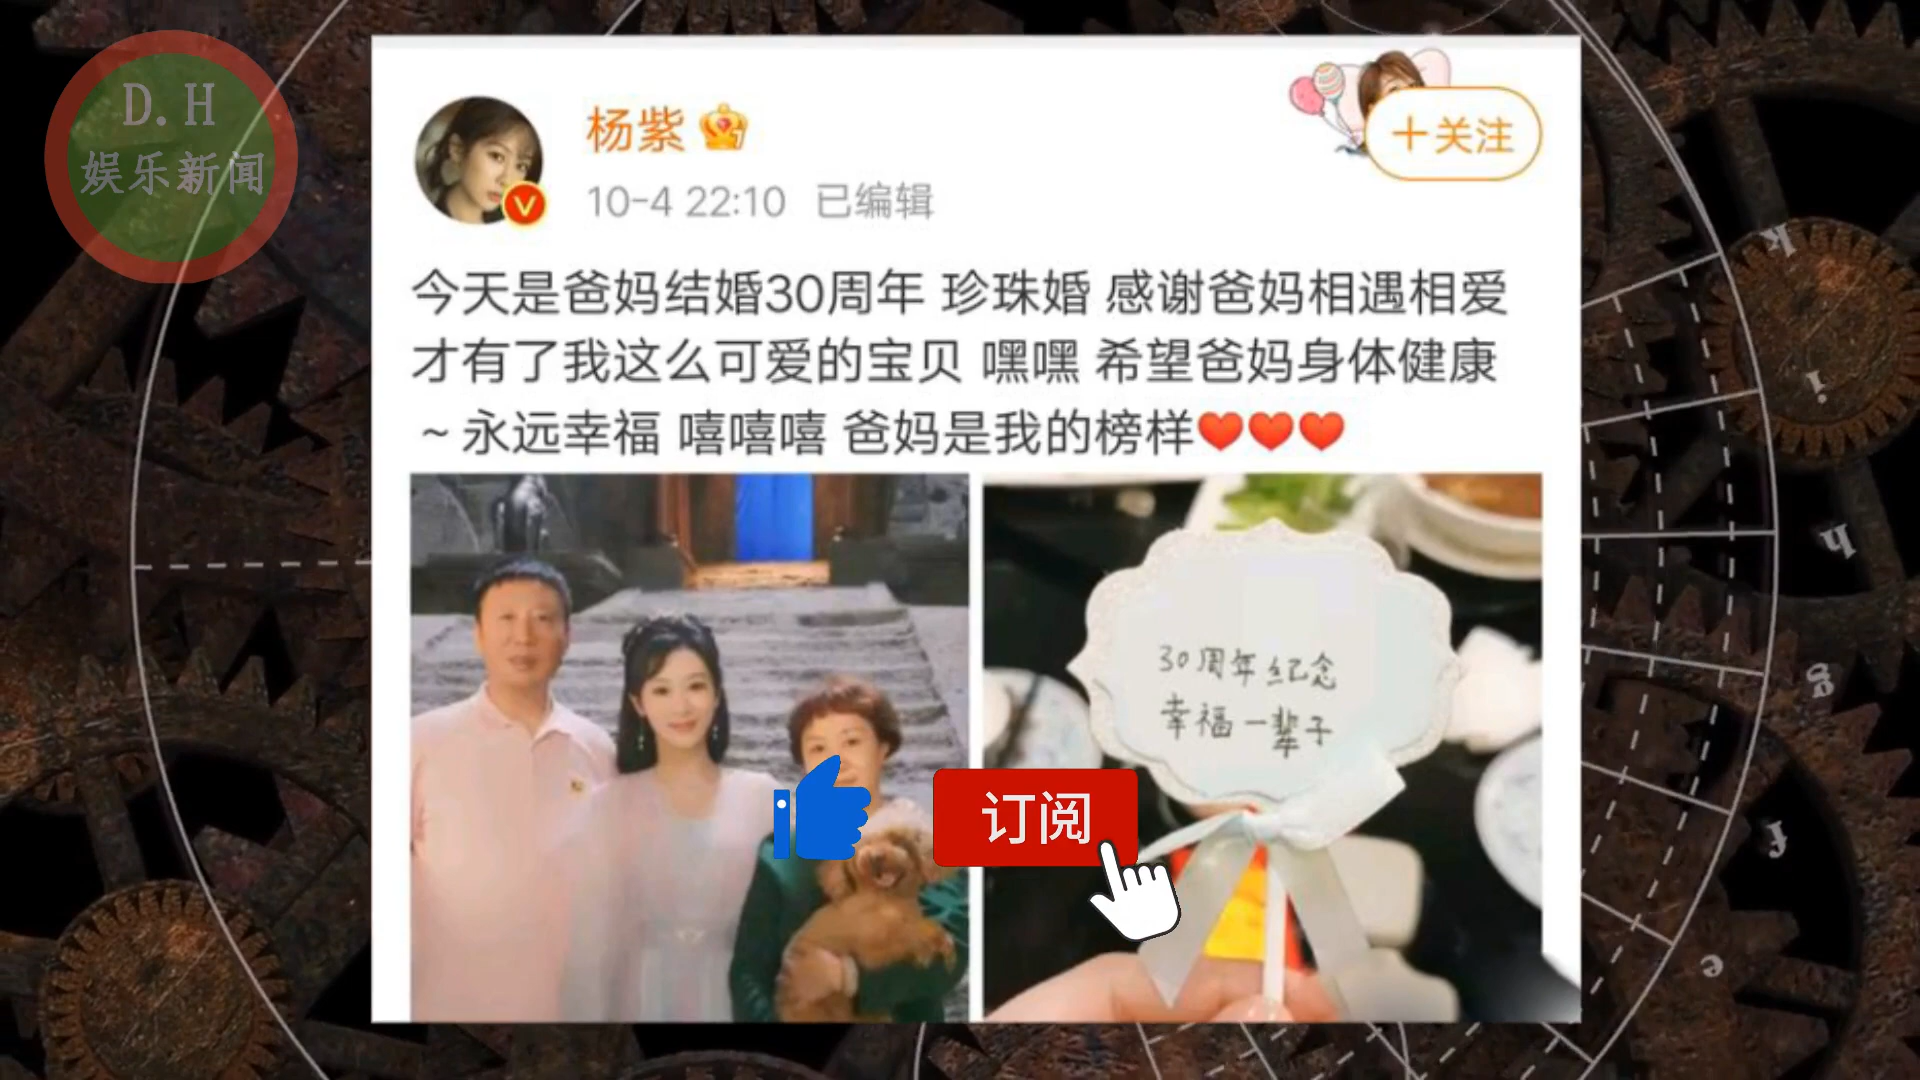 D.H
娱乐新闻
杨紫
+关注
10-4 22:10 已编辑
今天是爸妈结婚30周年 珍珠婚 感谢爸妈相遇相爱
才有了我这么可爱的宝贝 嘿嘿 希望爸妈身体健康
~永远幸福 嘻嘻嘻 爸妈是我的榜样❤❤❤
30周年纪念
幸福一辈子
订阅
k
i
h
g
f
e